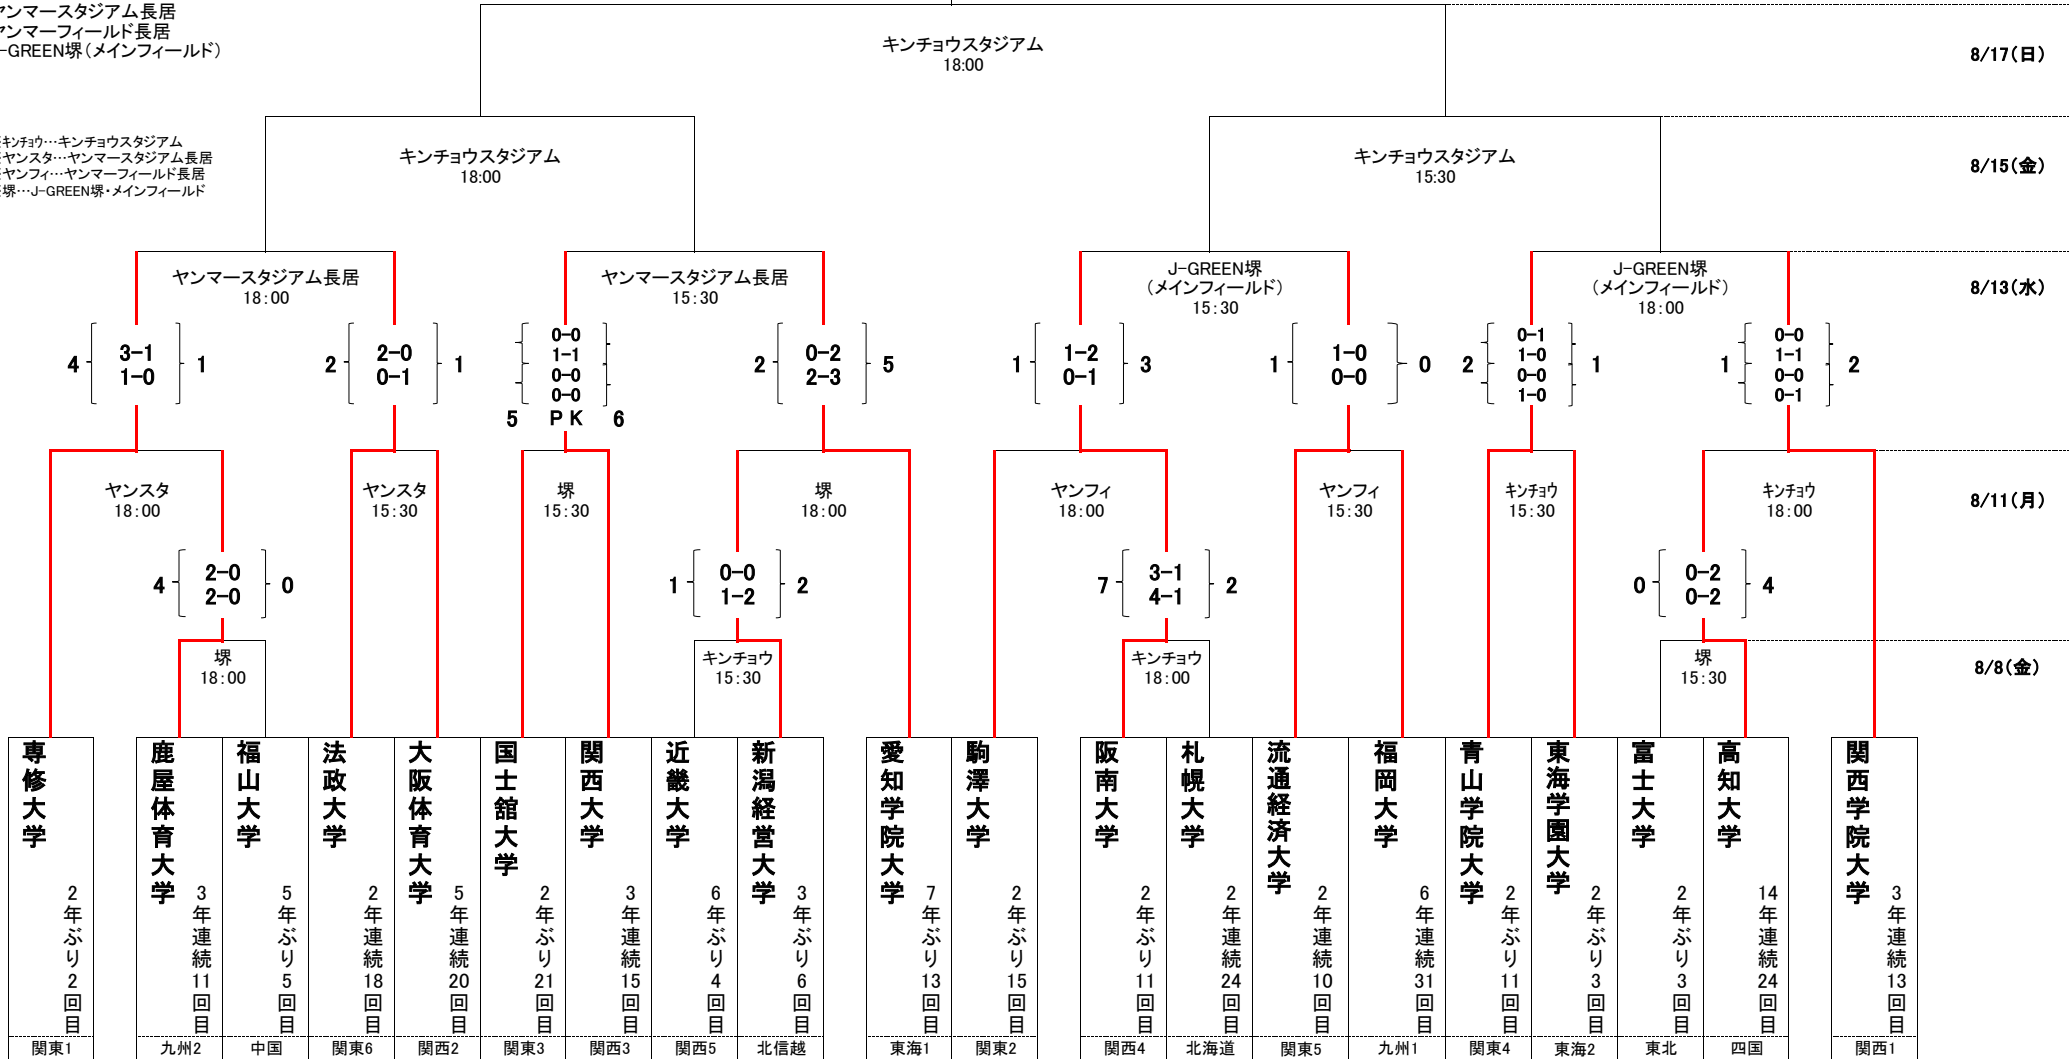 ヤンマースタジアム長居
ヤンマーフィールド長居
-GREEN堺(メインフィールド)
キンチョウスタジアム
18:00
8/17(日)
ｷﾝﾁｮｳ…キンチョウスタジアム
ヤンスタ…ヤンマースタジアム長居
ヤンフィ…ヤンマーフィールド長居
堺…J-GREEN堺・メインフィールド
キンチョウスタジアム
18:00
キンチョウスタジアム
15:30
8/15(金)
ヤンマースタジアム長居
18:00
ヤンマースタジアム長居
15:30
J-GREEN堺
(メインフィールド)
15:30
J-GREEN堺
(メインフィールド)
18:00
8/13(水)
4 3-1 1
1-0
2 2-0 1
0-1
0-0
1-1
0-0
0-0
5 PK 6
2 0-2 5
2-3
1 1-2 3
0-1
1 1-0 0
0-0
0-1
2 1-0 1
0-0
1-0
0-0
1 1-1 2
0-0
0-1
ヤンスタ
18:00
ヤンスタ
15:30
堺
15:30
堺
18:00
ヤンフィ
18:00
ヤンフィ
15:30
ｷﾝﾁｮｳ
15:30
ｷﾝﾁｮｳ
18:00
8/11(月)
4 2-0 0
2-0
1 0-0 2
1-2
7 3-1 2
4-1
0 0-2 4
0-2
堺
18:00
キンチョウ
15:30
キンチョウ
18:00
堺
15:30
8/8(金)
専修大学
2年ぶり2回目
関東1
鹿屋体育大学
3年連続11回目
九州2
福山大学
5年ぶり5回目
中国
法政大学
2年連続18回目
関東6
大阪体育大学
5年連続20回目
関西2
国士舘大学
2年ぶり21回目
関東3
関西大学
3年連続15回目
関西3
近畿大学
6年ぶり4回目
関西5
新潟経営大学
3年ぶり6回目
北信越
愛知学院大学
7年ぶり13回目
東海1
駒澤大学
2年ぶり15回目
関東2
阪南大学
2年ぶり11回目
関西4
札幌大学
2年連続24回目
北海道
流通経済大学
2年連続10回目
関東5
福岡大学
6年連続31回目
九州1
青山学院大学
2年ぶり11回目
関東4
東海学園大学
2年ぶり3回目
東海2
富士大学
2年ぶり3回目
東北
高知大学
14年連続24回目
四国
関西学院大学
3年連続13回目
関西1